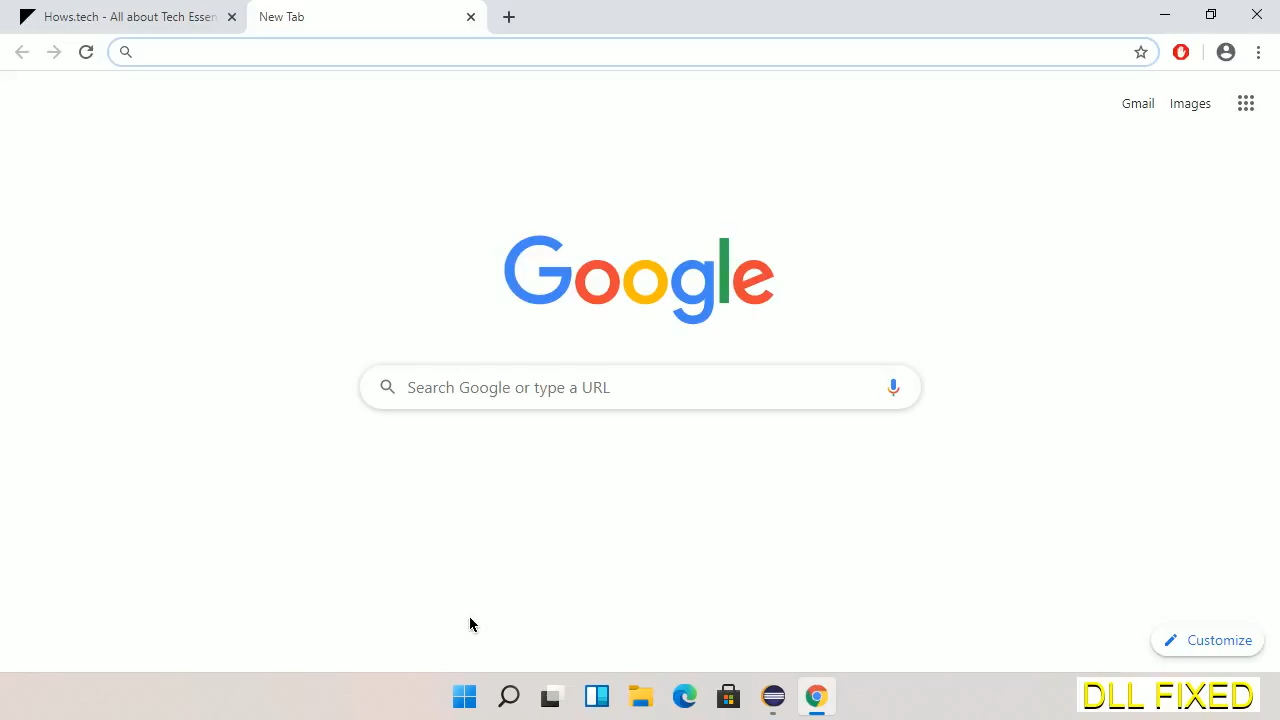 Hows.tech - All about Tech Essen
New Tab
Gmail
Images
Google
Search Google or type a URL
Customize
DLL FIXED